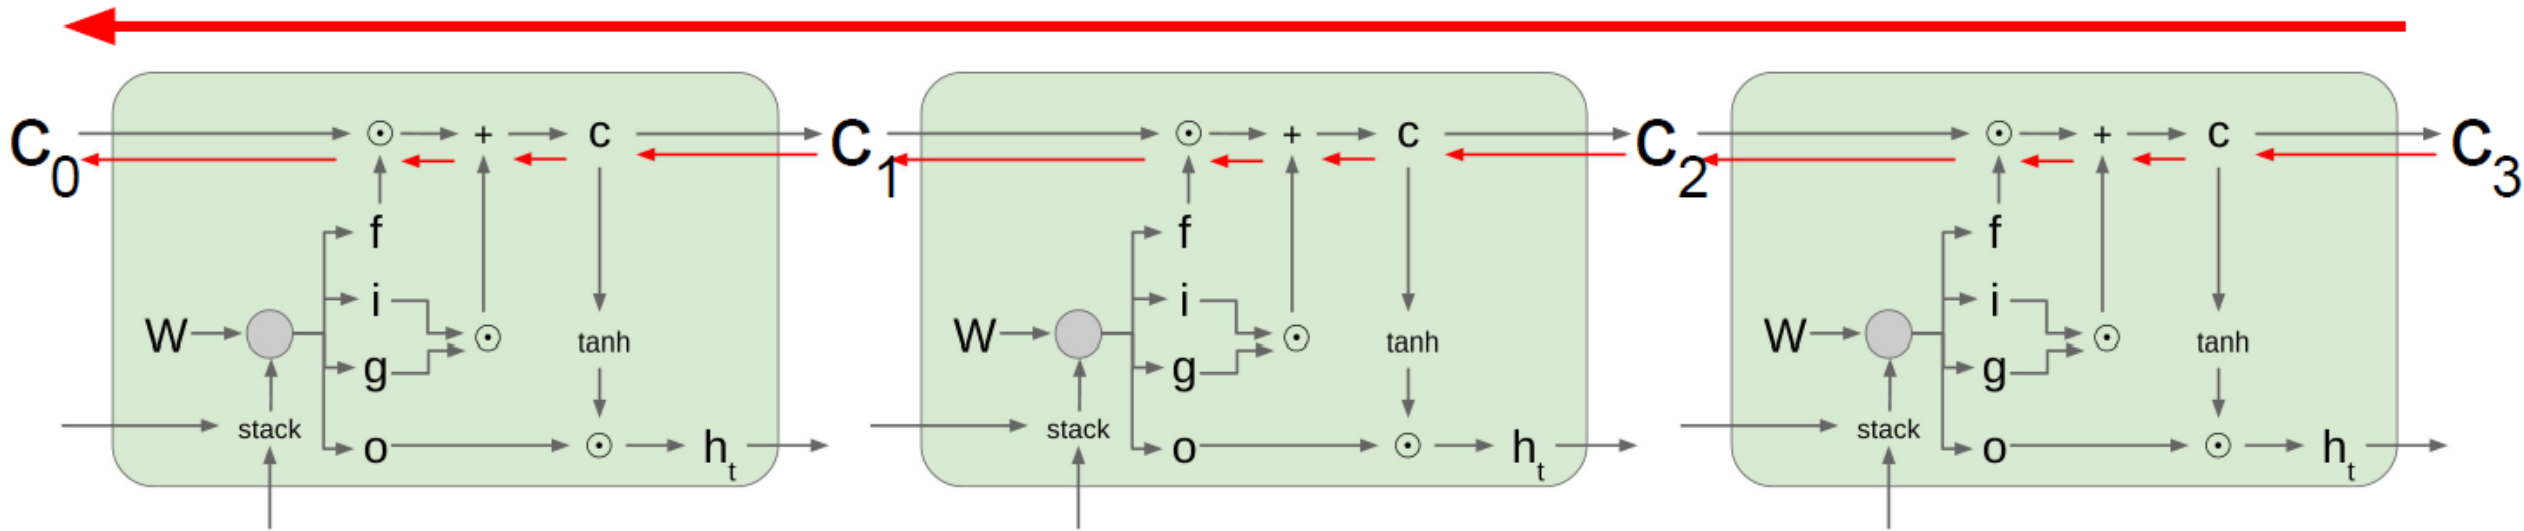 C0 ⊙ + c C1 ⊙ + c C2 ⊙ + c C3
f f f
i i i
W ⊙ tanh W ⊙ tanh W ⊙ tanh
g g g
stack stack stack
o ⊙ ht o ⊙ ht o ⊙ ht